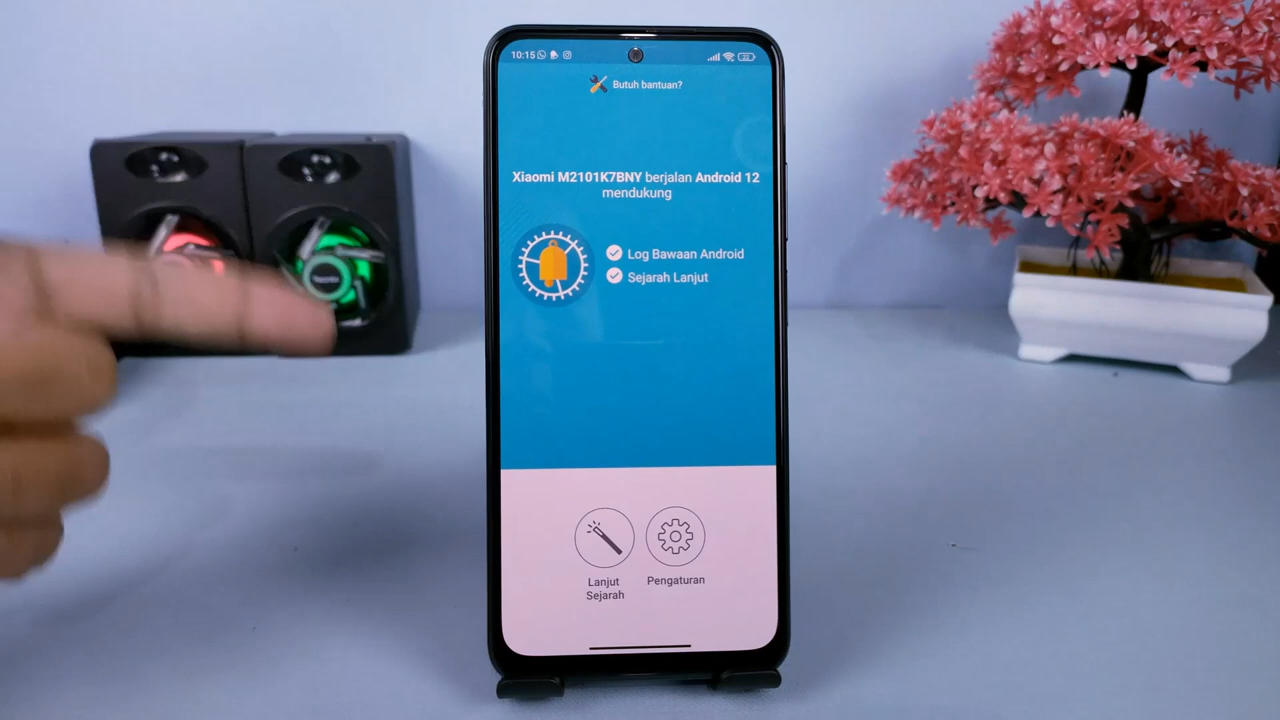 10:15
Butuh bantuan?
Xiaomi M2101K7BNY berjalan Android 12
mendukung
Log Bawaan Android
Sejarah Lanjut
Lanjut
Sejarah
Pengaturan